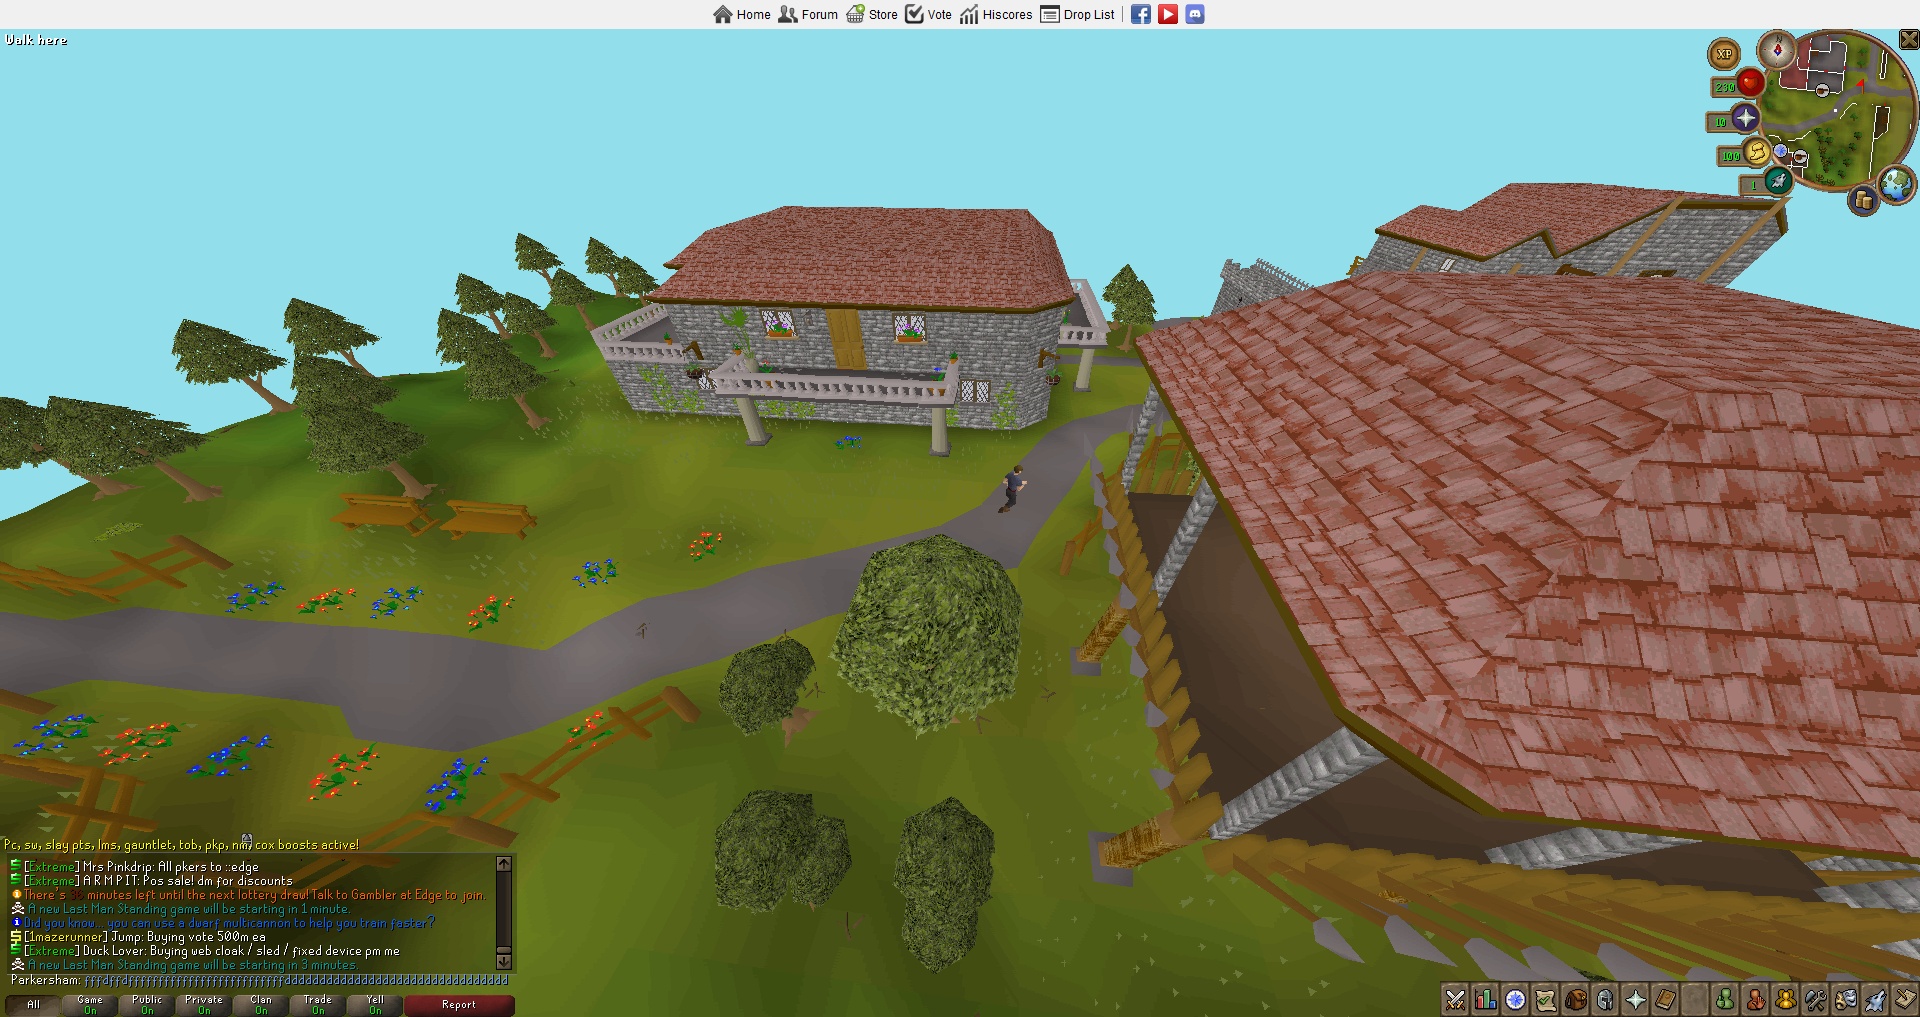 Home Forum Store Vote Hiscores Drop List
Walk here
XP
N
230
10
100
1
Pc, sw, slay pts, lms, gauntlet, tob, pkp, nm, cox boosts active!
[Extreme] Mrs Pinkdrip: All pkers to ::edge
[Extreme] A R M P I T: Pos sale! dm for discounts
There's minutes left until the next lottery draw! Talk to Gambler at Edge to join.
A new Last Man Standing game will be starting in 1 minute.
Did you know... you can use a dwarf multicannon to help you train faster?
[1mazerunner] Jump: Buying vote 500m ea
[Extreme] Duck Lover: Buying web cloak / sled / fixed device pm me
A new Last Man Standing game will be starting in 3 minutes.
Parkersham:
All Game On Public On Private On Clan On Trade On Yell On Report